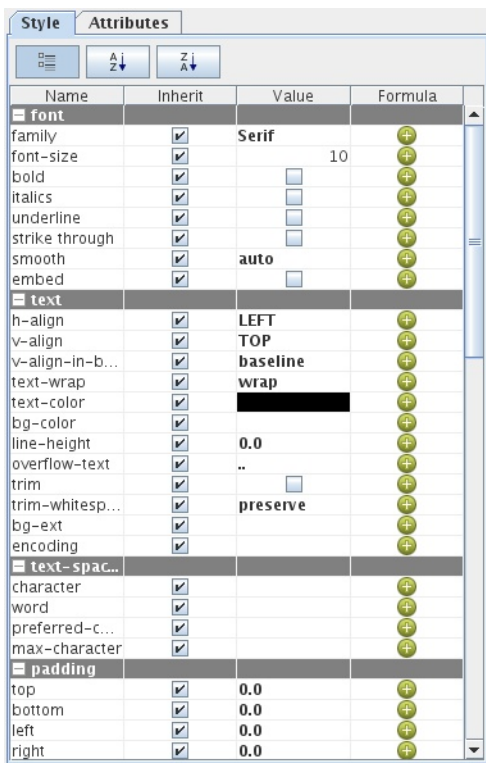 Style Attributes
A Z Z A
Name Inherit Value Formula
font
family Serif
font-size 10
bold
italics
underline
strike through
smooth auto
embed
text
h-align LEFT
v-align TOP
v-align-in-b... baseline
text-wrap wrap
text-color
bg-color
line-height 0.0
overflow-text ..
trim
trim-whitesp... preserve
bg-ext
encoding
text-spac...
character
word
preferred-c...
max-character
padding
top 0.0
bottom 0.0
left 0.0
right 0.0